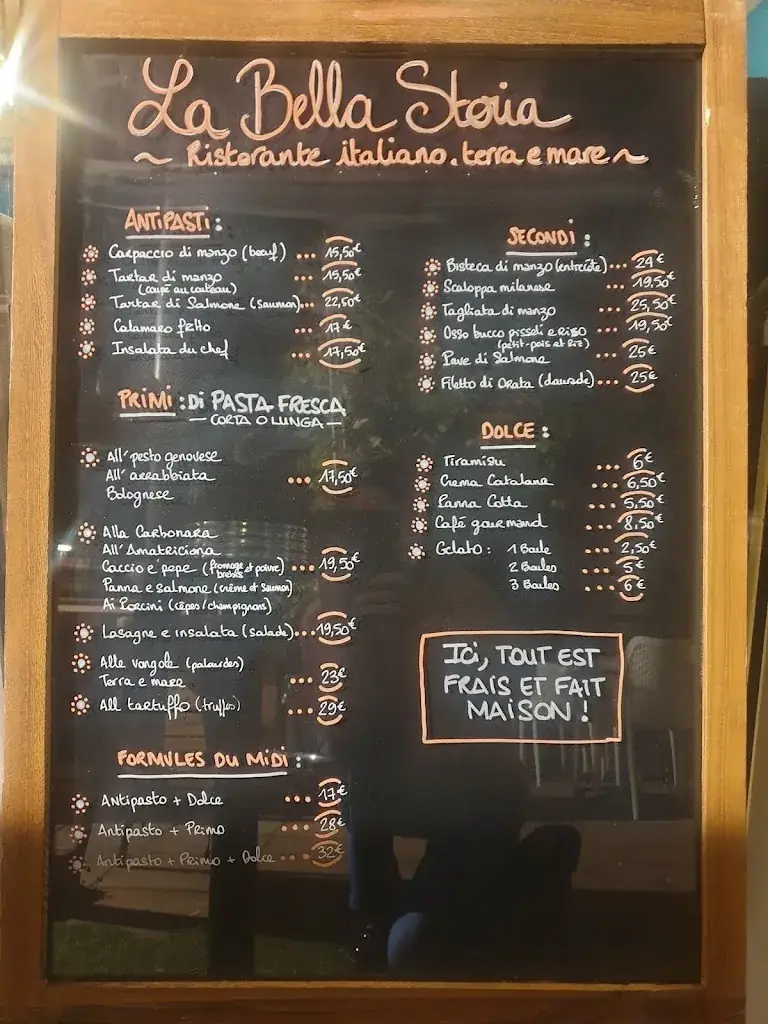 La Bella Storia
~ Ristorante italiano. terra e mare ~
ANTIPASTI :
Carpaccio di manzo (bœuf) ... 15,50€
Tartar di manzo ... 15,50€
(coupé au couteau)
Tartar di Salmone (saumon)... 22,50€
Calamaro fritto ... 17€
Insalata du chef ... 17,50€
PRIMI : Di PASTA FRESCA
— CORTA O LUNGA —
All' pesto genovese
All' arrabbiata ... 17,50€
Bolognese
Alla Carbonara
All' Amatriciana
Caccio e pepe (fromage brebis et poivre) ... 19,50€
Panna e salmone (crème et saumon)
Ai Porcini (cèpes/champignons)
Lasagne e insalata (salade)... 19,50€
Alle vongole (palourdes)
Terra e mare ... 23€
All tartuffo (truffes) ... 29€
FORMULES DU MIDI :
Antipasto + Dolce ... 17€
Antipasto + Primo ... 28€
Antipasto + Primo + Dolce ... 32€
SECONDI :
Bisteca di manzo (entrecôte)... 24€
Scaloppa milanese ... 19,50€
Tagliata di manzo ... 25,50€
Osso bucco pisseli e Riso ... 19,50€
(petit-pois et Riz)
Pave di Salmone ... 25€
Filetto di Orata (daurade)... 25€
DOLCE :
Tiramisu ... 6€
Crema Catalana ... 6,50€
Panna Cotta ... 5,50€
Café gourmand ... 8,50€
Gelato : 1 Boule ... 2,50€
2 Boules ... 5€
3 Boules ... 6€
Ici, TOUT EST
FRAIS ET FAIT
MAISON !